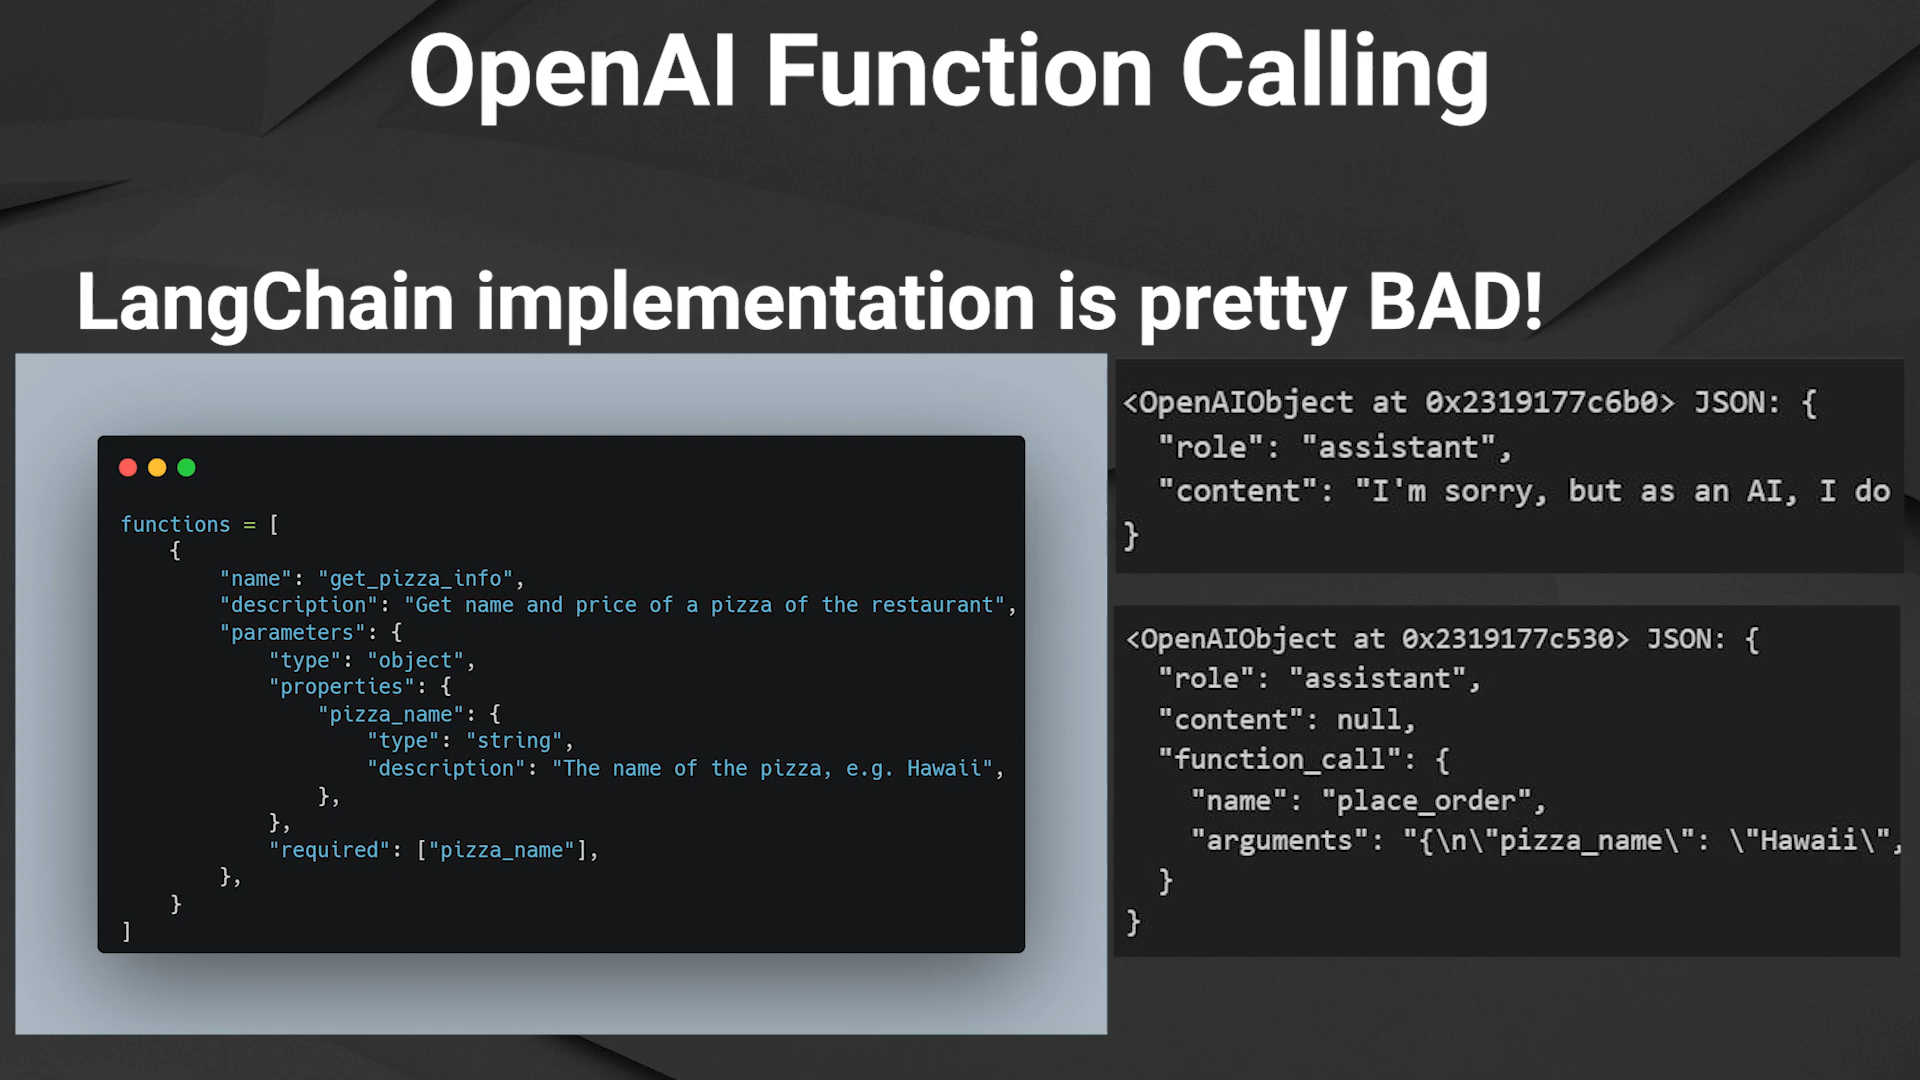 OpenAI Function Calling
LangChain implementation is pretty BAD!
functions = [
    {
        "name": "get_pizza_info",
        "description": "Get name and price of a pizza of the restaurant",
        "parameters": {
            "type": "object",
            "properties": {
                "pizza_name": {
                    "type": "string",
                    "description": "The name of the pizza, e.g. Hawaii",
                },
            },
            "required": ["pizza_name"],
        },
    }
]
<OpenAIObject at 0x2319177c6b0> JSON: {
  "role": "assistant",
  "content": "I'm sorry, but as an AI, I do
}
<OpenAIObject at 0x2319177c530> JSON: {
  "role": "assistant",
  "content": null,
  "function_call": {
    "name": "place_order",
    "arguments": "{\n\"pizza_name\": \"Hawaii\",
  }
}